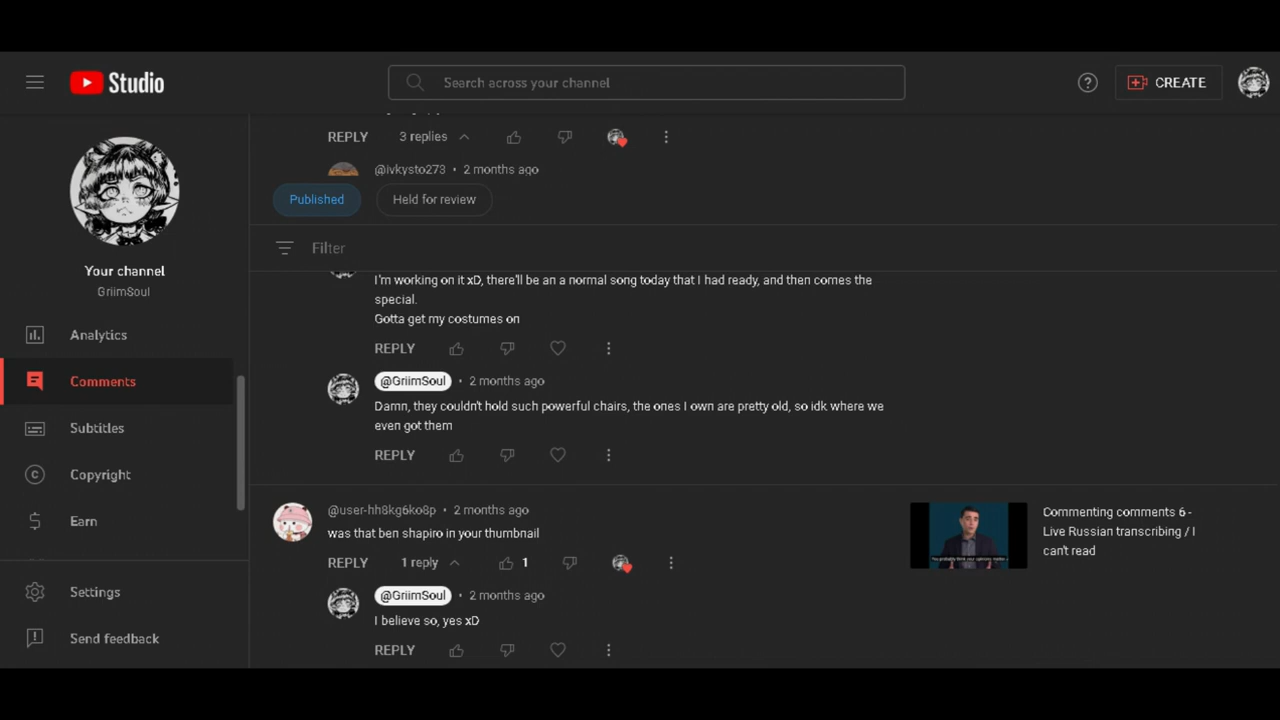 Studio
Search across your channel
CREATE
REPLY
3 replies
@ivkysto273 • 2 months ago
Published
Held for review
Filter
Your channel
GriimSoul
Analytics
Comments
Subtitles
Copyright
Earn
Settings
Send feedback
I'm working on it xD, there'll be an a normal song today that I had ready, and then comes the
special.
Gotta get my costumes on
REPLY
@GriimSoul • 2 months ago
Damn, they couldn't hold such powerful chairs, the ones I own are pretty old, so idk where we
even got them
REPLY
@user-hh8kg6ko8p • 2 months ago
was that ben shapiro in your thumbnail
REPLY
1 reply
1
Commenting comments 6 -
Live Russian transcribing / I
can't read
@GriimSoul • 2 months ago
I believe so, yes xD
REPLY